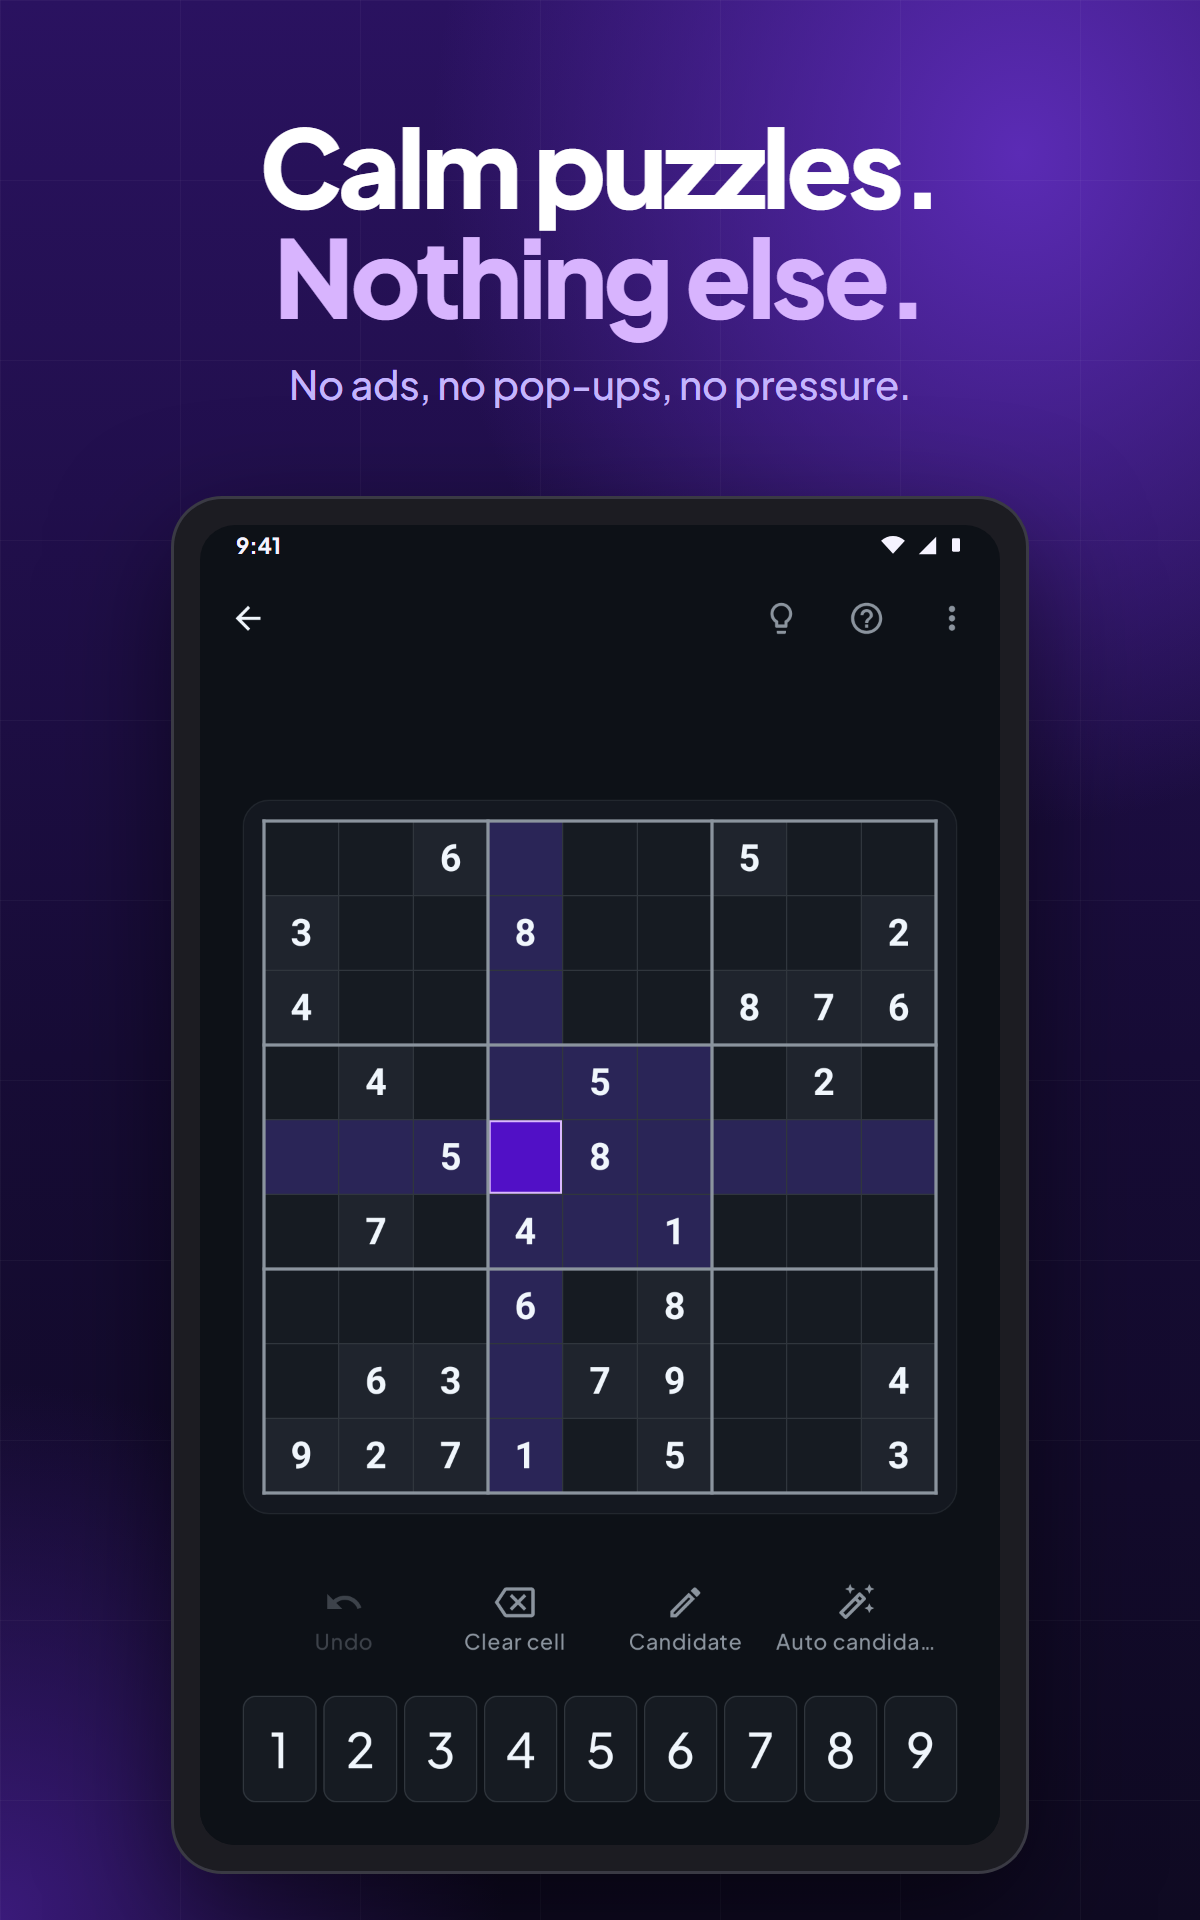 Calm puzzles.
Nothing else.
No ads, no pop-ups, no pressure.
9:41
6 5
3 8 2
4 8 7 6
4 5 2
5 8
7 4 1
6 8
6 3 7 9 4
9 2 7 1 5 3
Undo Clear cell Candidate Auto candida...
1 2 3 4 5 6 7 8 9